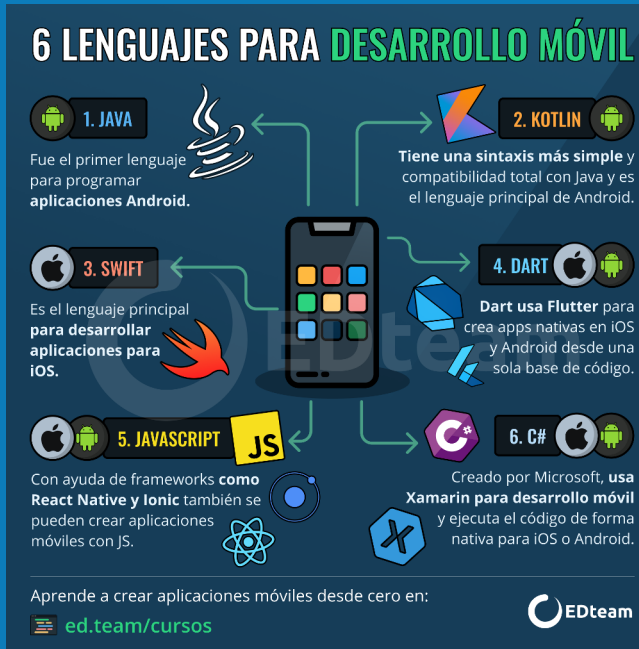 6 LENGUAJES PARA DESARROLLO MÓVIL
1. JAVA
Fue el primer lenguaje
para programar
aplicaciones Android.
2. KOTLIN
Tiene una sintaxis más simple y
compatibilidad total con Java y es
el lenguaje principal de Android.
3. SWIFT
Es el lenguaje principal
para desarrollar
aplicaciones para
iOS.
4. DART
Dart usa Flutter para
crea apps nativas en iOS
y Android desde una
sola base de código.
EDteam
5. JAVASCRIPT
JS
Con ayuda de frameworks como
React Native y Ionic también se
pueden crear aplicaciones
móviles con JS.
C#
6. C#
Creado por Microsoft, usa
Xamarin para desarrollo móvil
y ejecuta el código de forma
nativa para iOS o Android.
Aprende a crear aplicaciones móviles desde cero en:
ed.team/cursos
EDteam